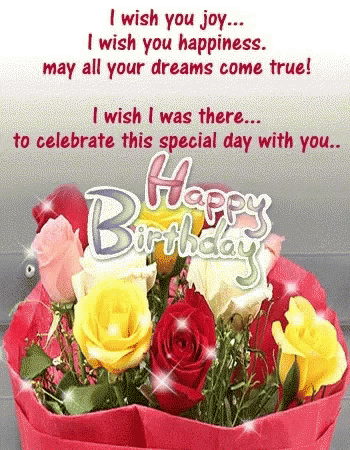 I wish you joy...
I wish you happiness.
may all your dreams come true!
I wish I was there...
to celebrate this special day with you..
Happy
Birthday